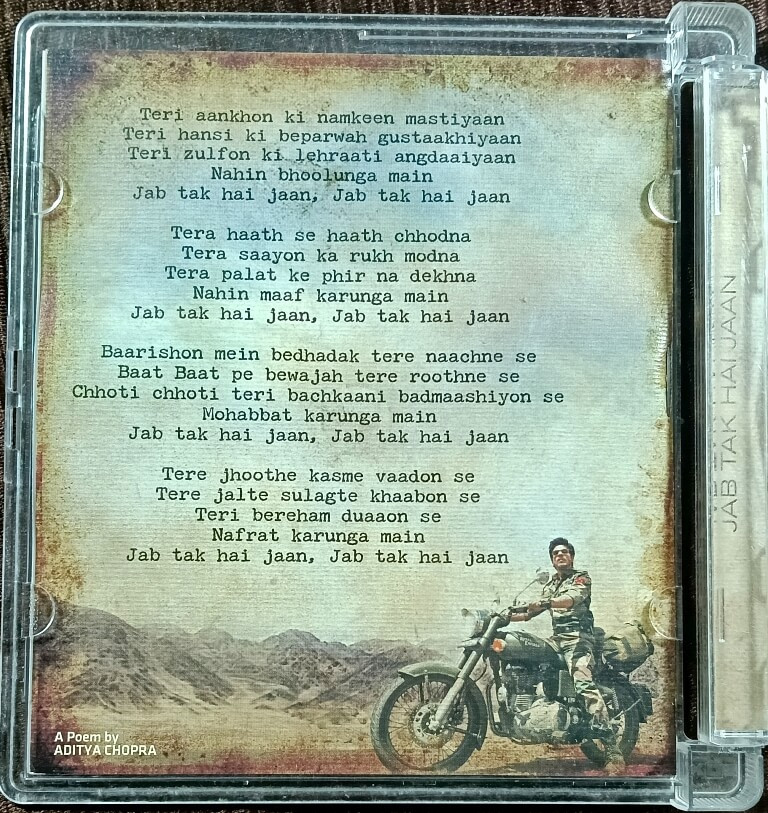 Teri aankhon ki namkeen mastiyaan
Teri hansi ki beparwah gustaakhiyaan
Teri zulfon ki lehraati angdaaiyaan
Nahin bhoolunga main
Jab tak hai jaan, Jab tak hai jaan
Tera haath se haath chhodna
Tera saayon ka rukh modna
Tera palat ke phir na dekhna
Nahin maaf karunga main
Jab tak hai jaan, Jab tak hai jaan
Baarishon mein bedhadak tere naachne se
Baat Baat pe bewajah tere roothne se
Chhoti chhoti teri bachkaani badmaashiyon se
Mohabbat karunga main
Jab tak hai jaan, Jab tak hai jaan
Tere jhoothe kasme vaadon se
Tere jalte sulagte khaabon se
Teri bereham duaaon se
Nafrat karunga main
Jab tak hai jaan, Jab tak hai jaan
A Poem by
ADITYA CHOPRA
JAB TAK HAI JAAN